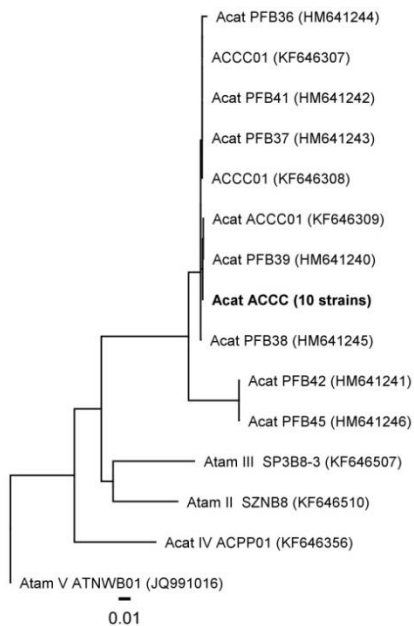 Acat PFB36 (HM641244)
ACCC01 (KF646307)
Acat PFB41 (HM641242)
Acat PFB37 (HM641243)
ACCC01 (KF646308)
Acat ACCC01 (KF646309)
Acat PFB39 (HM641240)
Acat ACCC (10 strains)
Acat PFB38 (HM641245)
Acat PFB42 (HM641241)
Acat PFB45 (HM641246)
Atam III SP3B8-3 (KF646507)
Atam II SZNB8 (KF646510)
Acat IV ACPP01 (KF646356)
Atam V ATNWB01 (JQ991016)
0.01